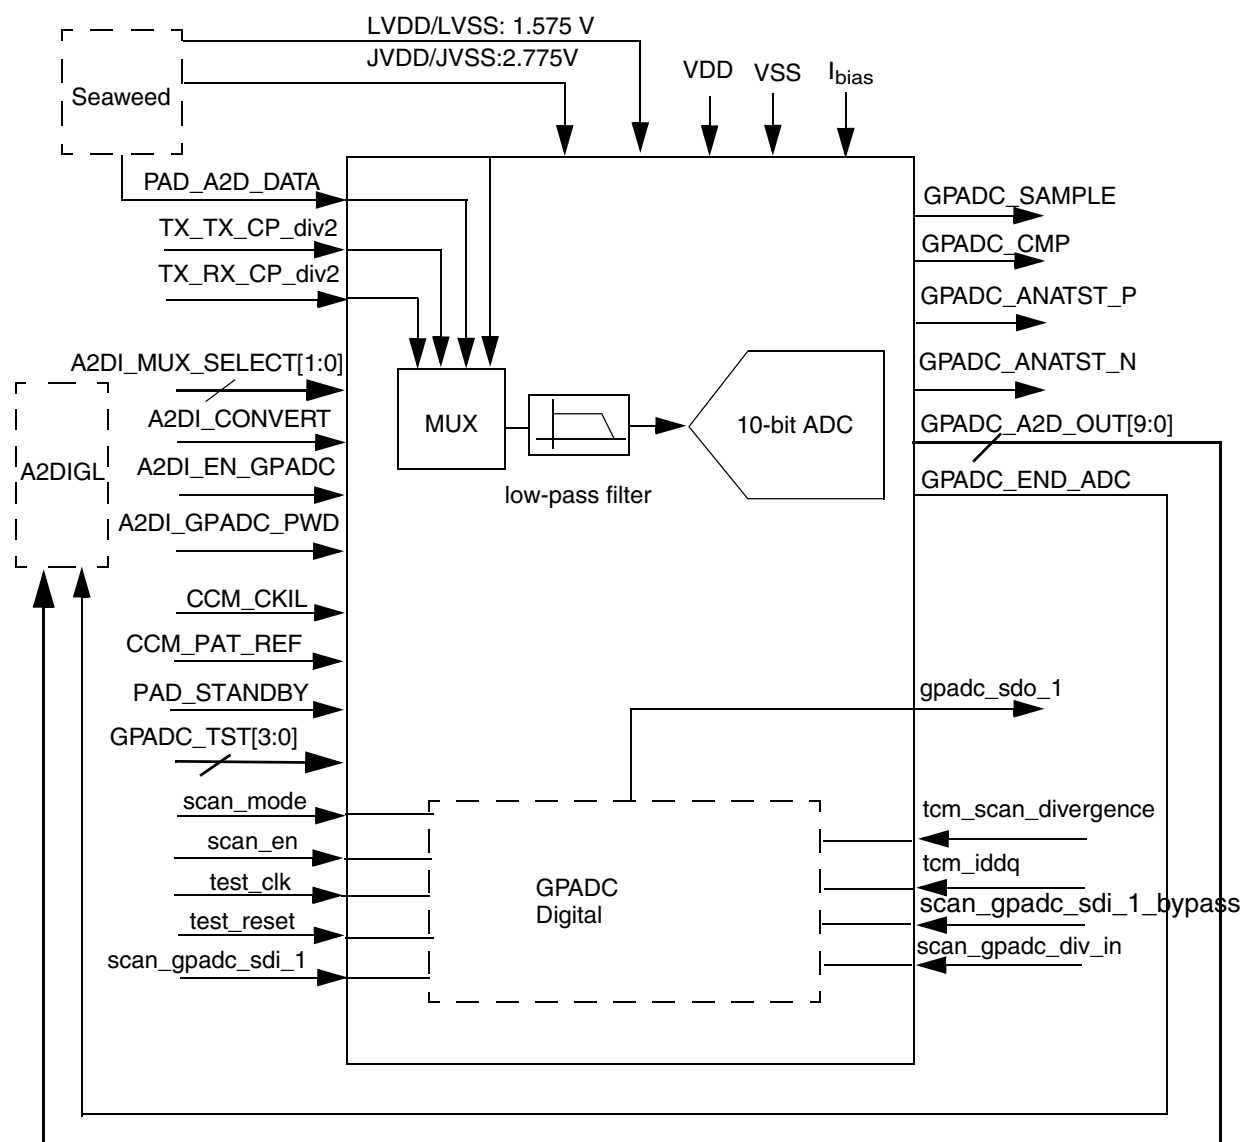 LVDD/LVSS: 1.575 V
JVDD/JVSS:2.775V
Seaweed
VDD
VSS
Ibias
PAD_A2D_DATA
TX_TX_CP_div2
TX_RX_CP_div2
A2DI_MUX_SELECT[1:0]
A2DI_CONVERT
A2DIGL
A2DI_EN_GPADC
A2DI_GPADC_PWD
CCM_CKIL
CCM_PAT_REF
PAD_STANDBY
GPADC_TST[3:0]
scan_mode
scan_en
test_clk
test_reset
scan_gpadc_sdi_1
MUX
low-pass filter
10-bit ADC
GPADC
Digital
GPADC_SAMPLE
GPADC_CMP
GPADC_ANATST_P
GPADC_ANATST_N
GPADC_A2D_OUT[9:0]
GPADC_END_ADC
gpadc_sdo_1
tcm_scan_divergence
tcm_iddq
scan_gpadc_sdi_1_bypass
scan_gpadc_div_in